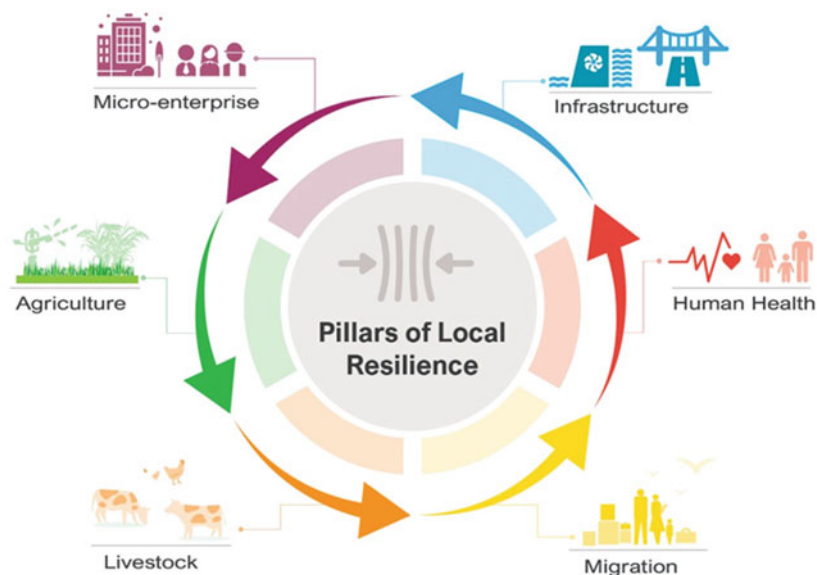 Micro-enterprise
Infrastructure
Agriculture
Human Health
Pillars of Local
Resilience
Livestock
Migration